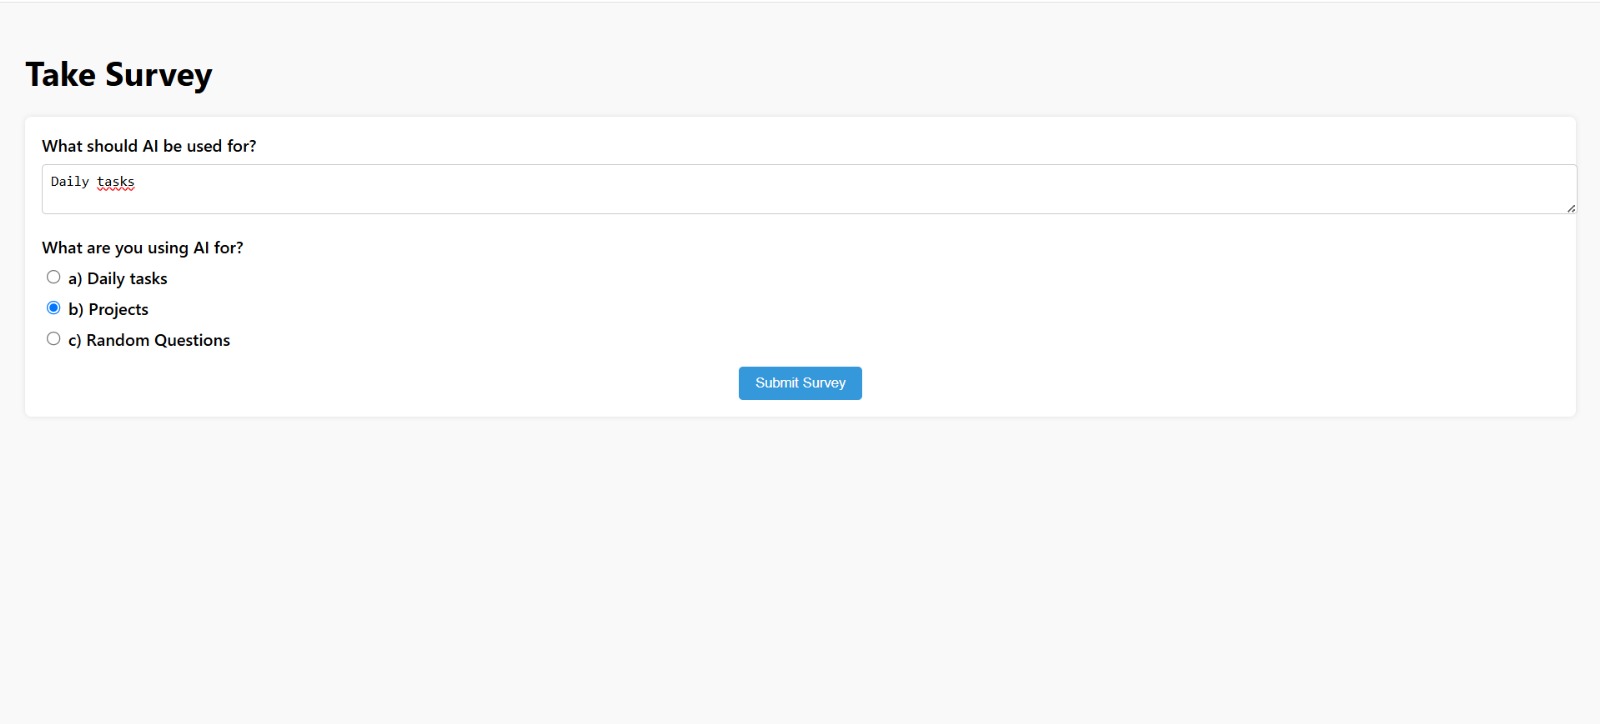 Take Survey
What should AI be used for?
Daily tasks
What are you using AI for?
a) Daily tasks
b) Projects
c) Random Questions
Submit Survey